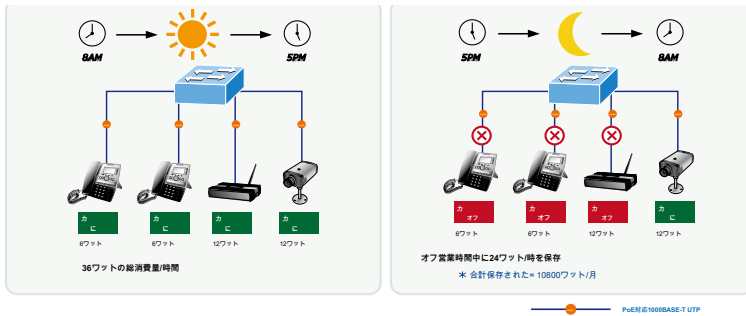 8AM
5PM
カ
に
カ
に
カ
に
カ
に
6ワット
6ワット
12ワット
12ワット
36ワットの総消費量/時間
5PM
8AM
カ
オフ
カ
オフ
カ
オフ
カ
に
6ワット
6ワット
12ワット
12ワット
オフ営業時間中に24ワット/時を保存
* 合計保存された= 10800ワット/月
PoE対応1000BASE-T UTP